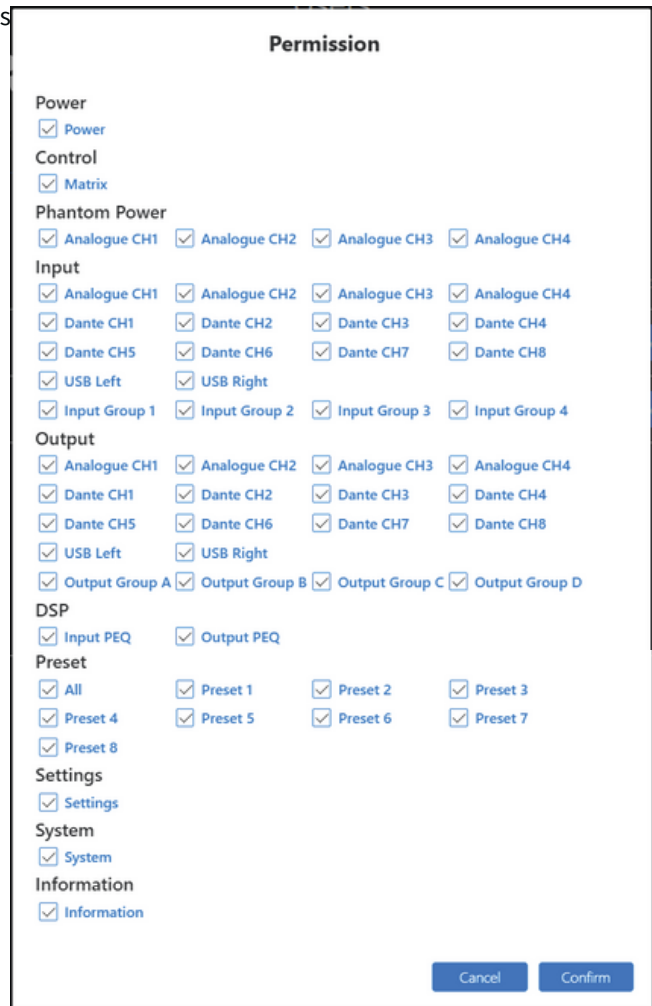 s
Permission
Power
Power
Control
Matrix
Phantom Power
Analogue CH1 Analogue CH2 Analogue CH3 Analogue CH4
Input
Analogue CH1 Analogue CH2 Analogue CH3 Analogue CH4
Dante CH1 Dante CH2 Dante CH3 Dante CH4
Dante CH5 Dante CH6 Dante CH7 Dante CH8
USB Left USB Right
Input Group 1 Input Group 2 Input Group 3 Input Group 4
Output
Analogue CH1 Analogue CH2 Analogue CH3 Analogue CH4
Dante CH1 Dante CH2 Dante CH3 Dante CH4
Dante CH5 Dante CH6 Dante CH7 Dante CH8
USB Left USB Right
Output Group A Output Group B Output Group C Output Group D
DSP
Input PEQ Output PEQ
Preset
All Preset 1 Preset 2 Preset 3
Preset 4 Preset 5 Preset 6 Preset 7
Preset 8
Settings
Settings
System
System
Information
Information
Cancel Confirm